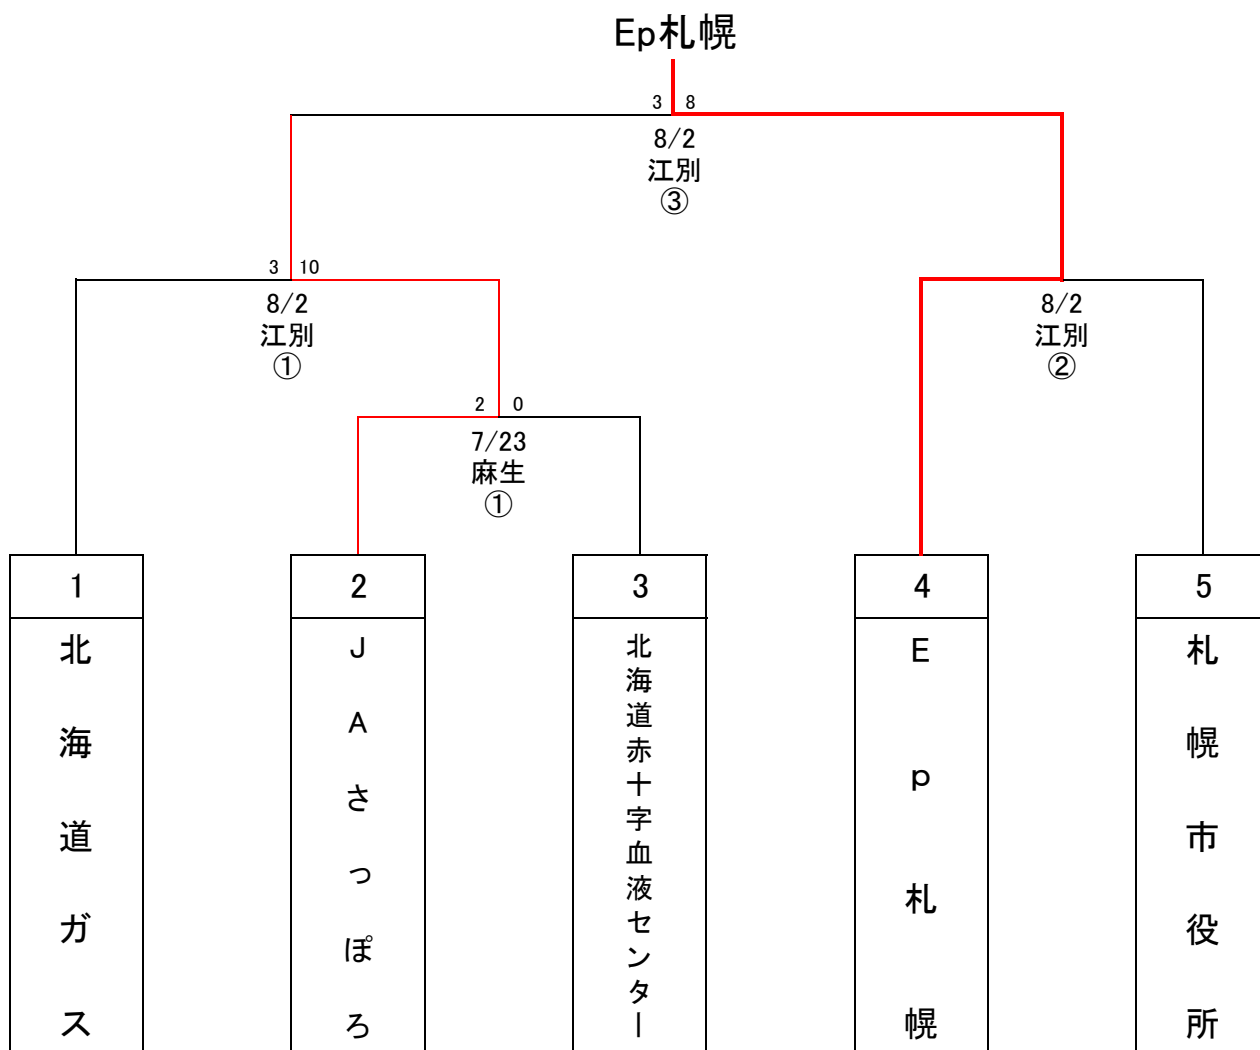 Ep札幌
3 8
8/2
江別
③
3 10
8/2
江別
①
8/2
江別
②
2 0
7/23
麻生
①
1
北海道ガス
2
JAさっぽろ
3
北海道赤十字血液センター
4
Ep札幌
5
札幌市役所